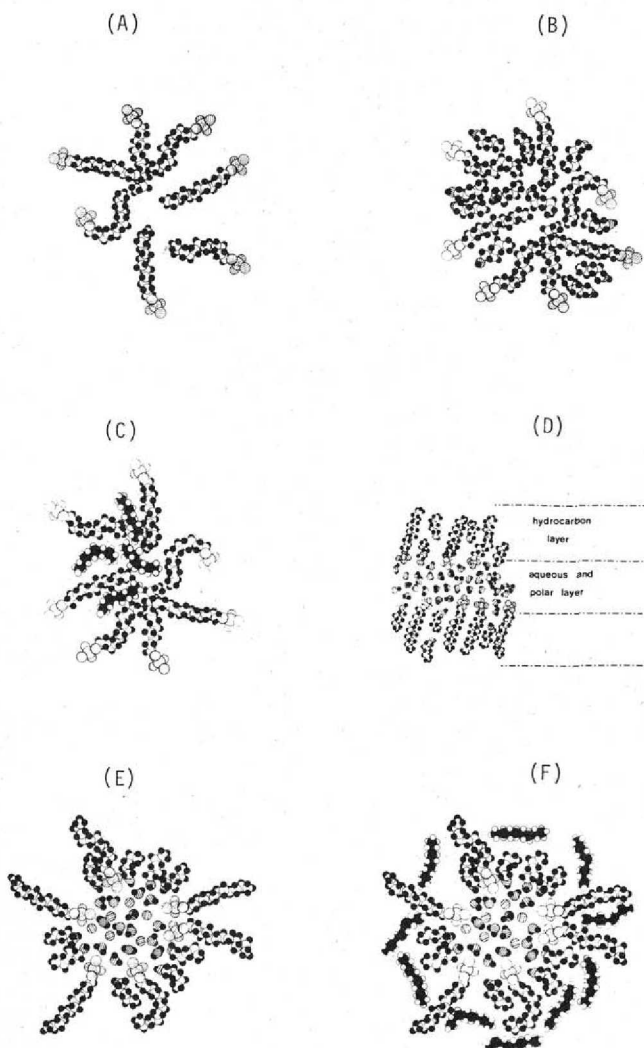 (A)
(B)
(C)
(D)
hydrocarbon
layer
aqueous and
polar layer
(E)
(F)